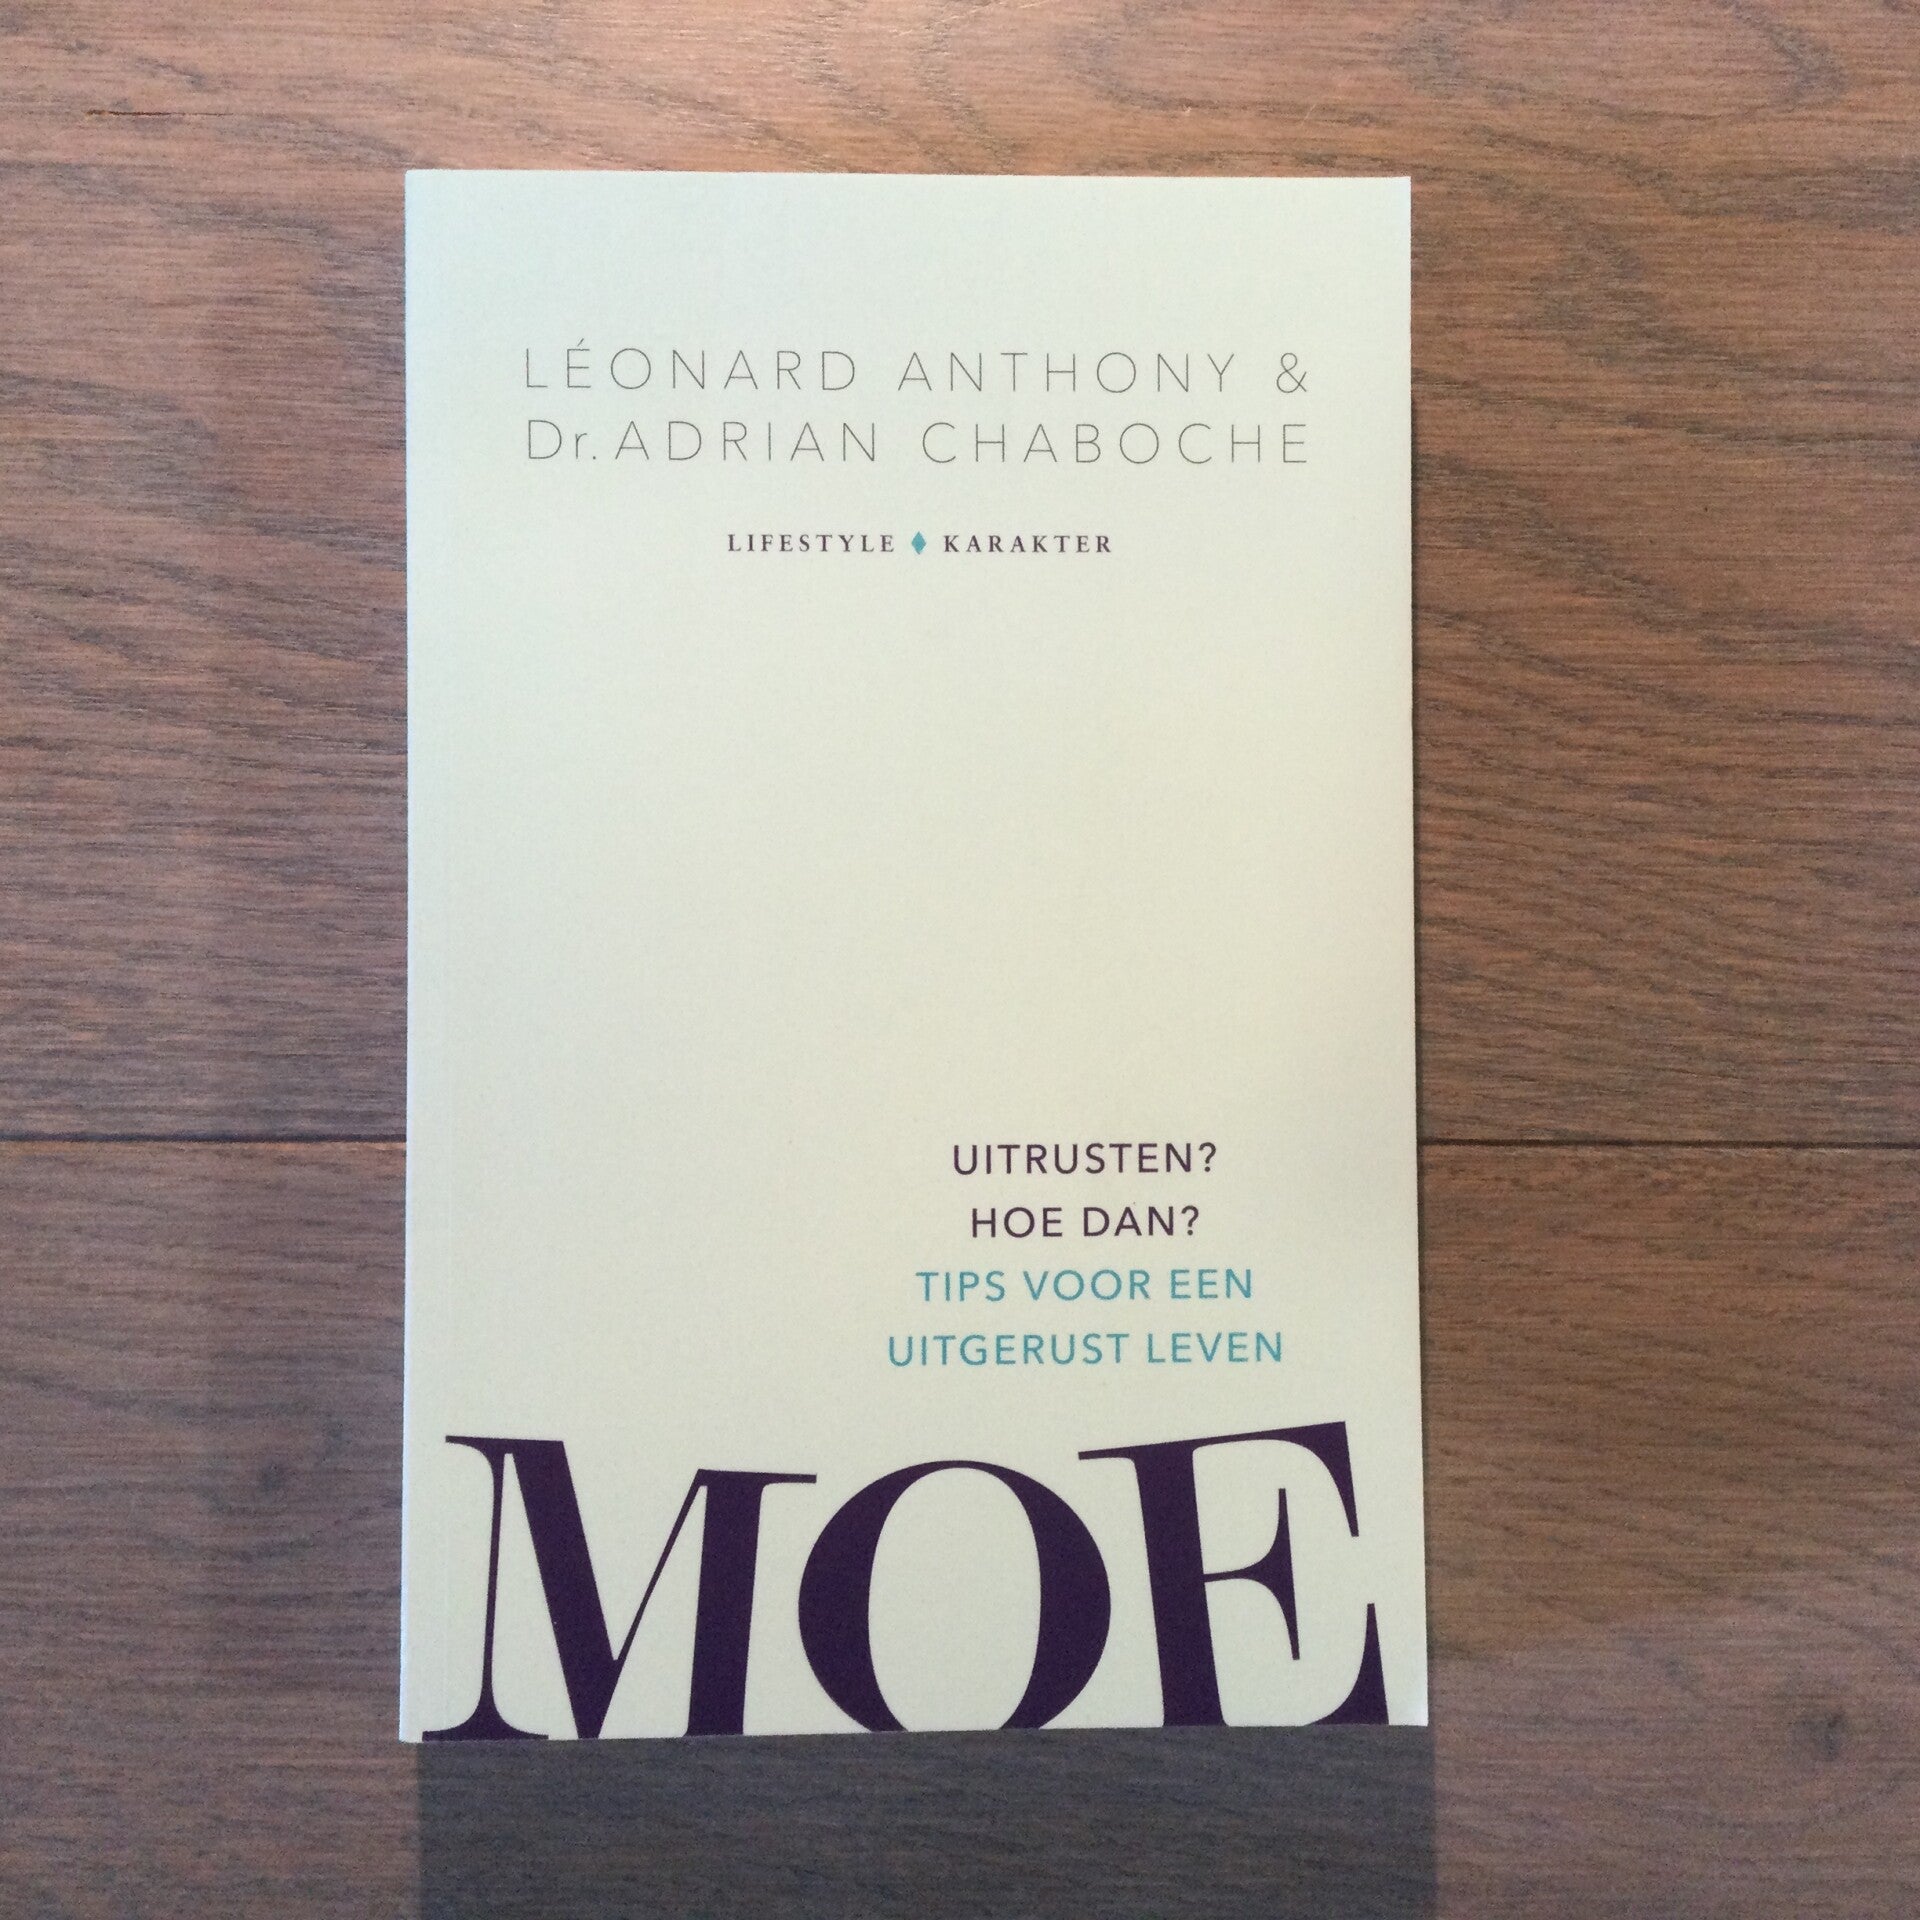 LÉONARD ANTHONY &
Dr. ADRIAN CHABOCHE
LIFESTYLE ♦ KARAKTER
UITRUSTEN?
HOE DAN?
TIPS VOOR EEN
UITGERUST LEVEN
MOE